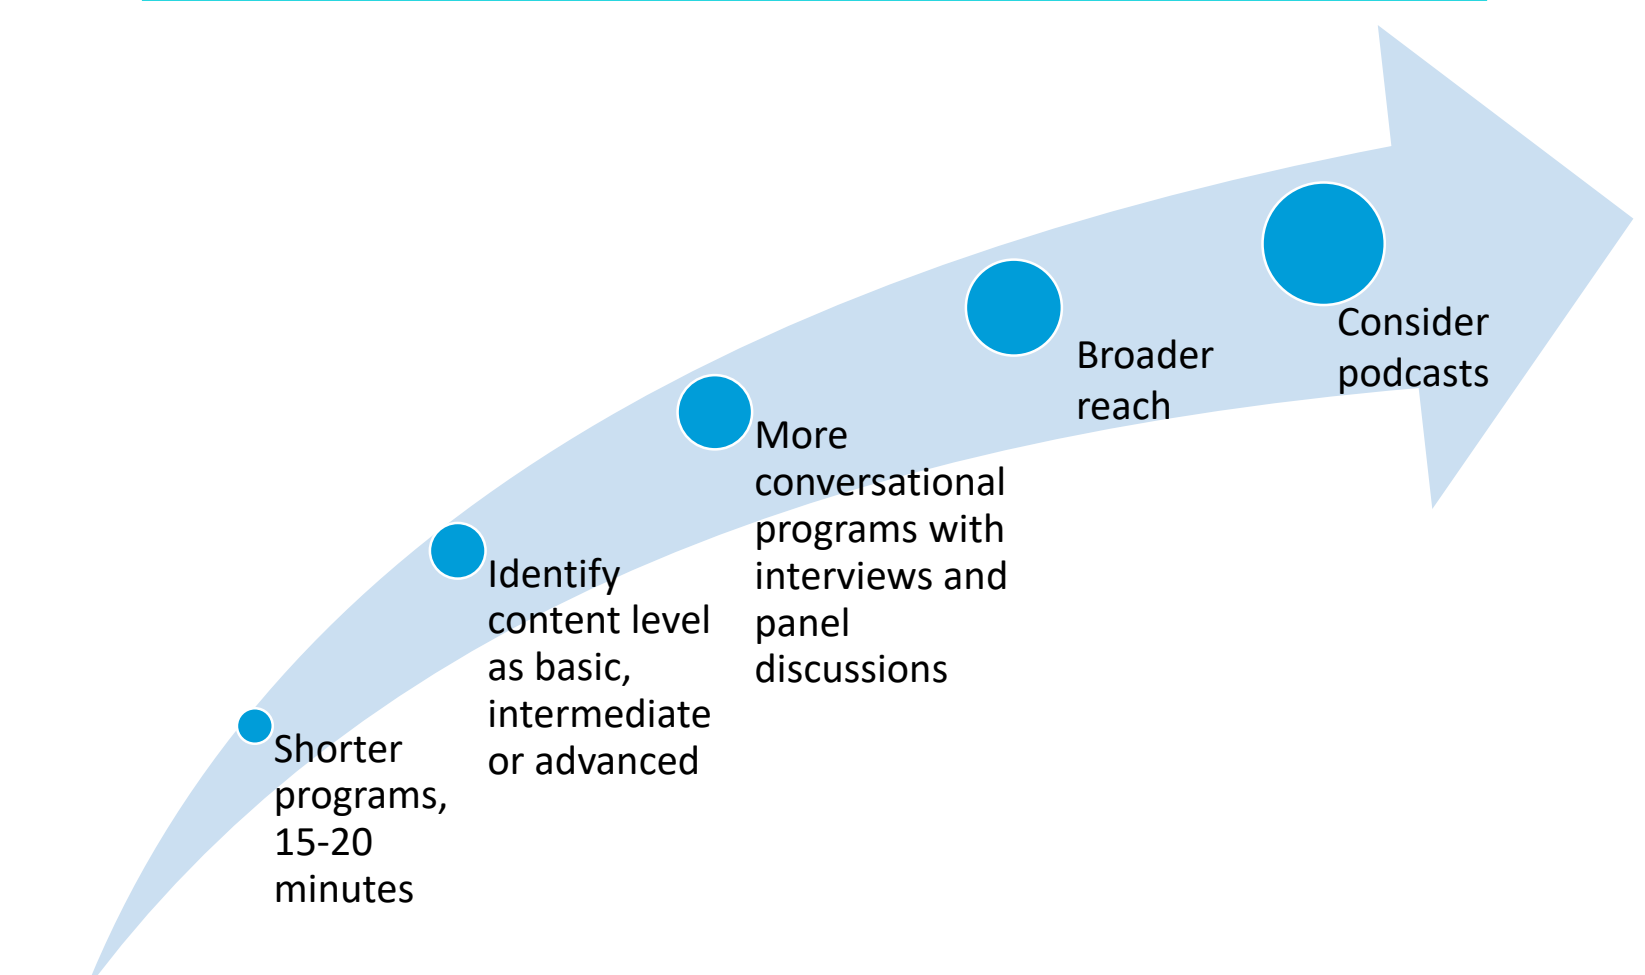 Shorter
programs,
15-20
minutes
Identify
content level
as basic,
intermediate
or advanced
More
conversational
programs with
interviews and
panel
discussions
Broader
reach
Consider
podcasts